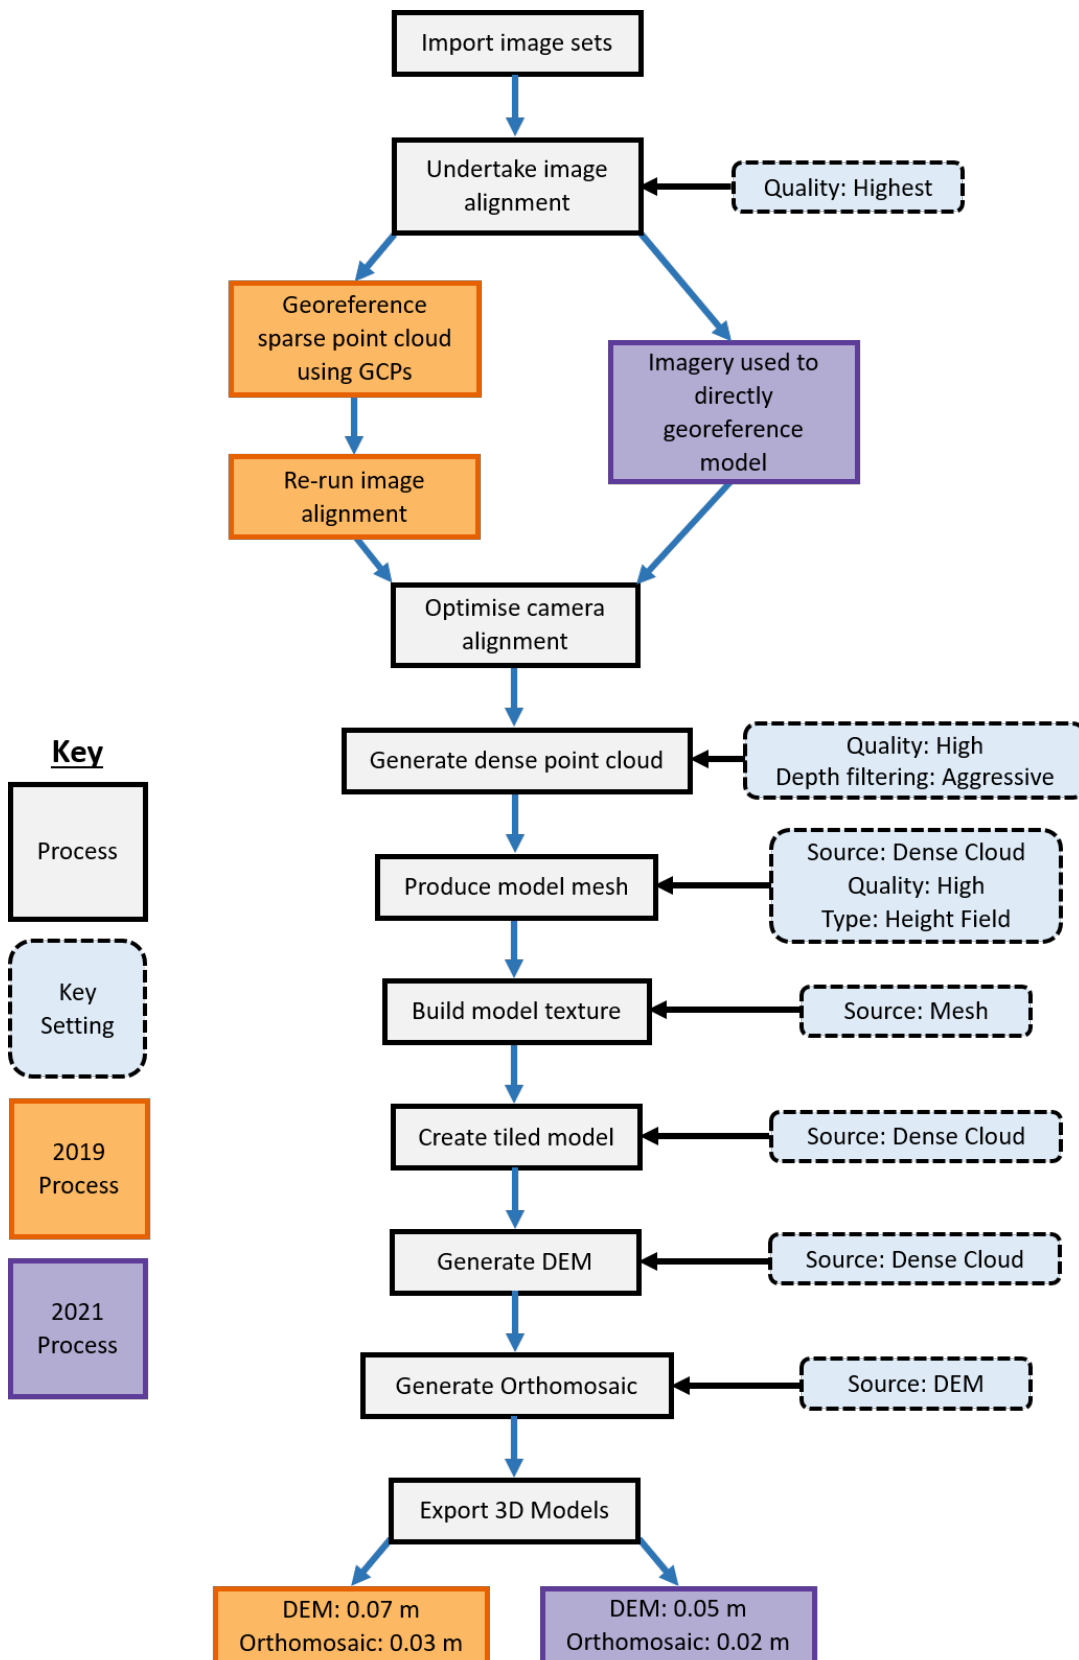 Import image sets
Undertake image
alignment
Quality: Highest
Georeference
sparse point cloud
using GCPs
Imagery used to
directly
georeference
model
Re-run image
alignment
Optimise camera
alignment
Generate dense point cloud
Quality: High
Depth filtering: Aggressive
Produce model mesh
Source: Dense Cloud
Quality: High
Type: Height Field
Build model texture
Source: Mesh
Create tiled model
Source: Dense Cloud
Generate DEM
Source: Dense Cloud
Generate Orthomosaic
Source: DEM
Export 3D Models
DEM: 0.07 m
Orthomosaic: 0.03 m
DEM: 0.05 m
Orthomosaic: 0.02 m
Key
Process
Key
Setting
2019
Process
2021
Process